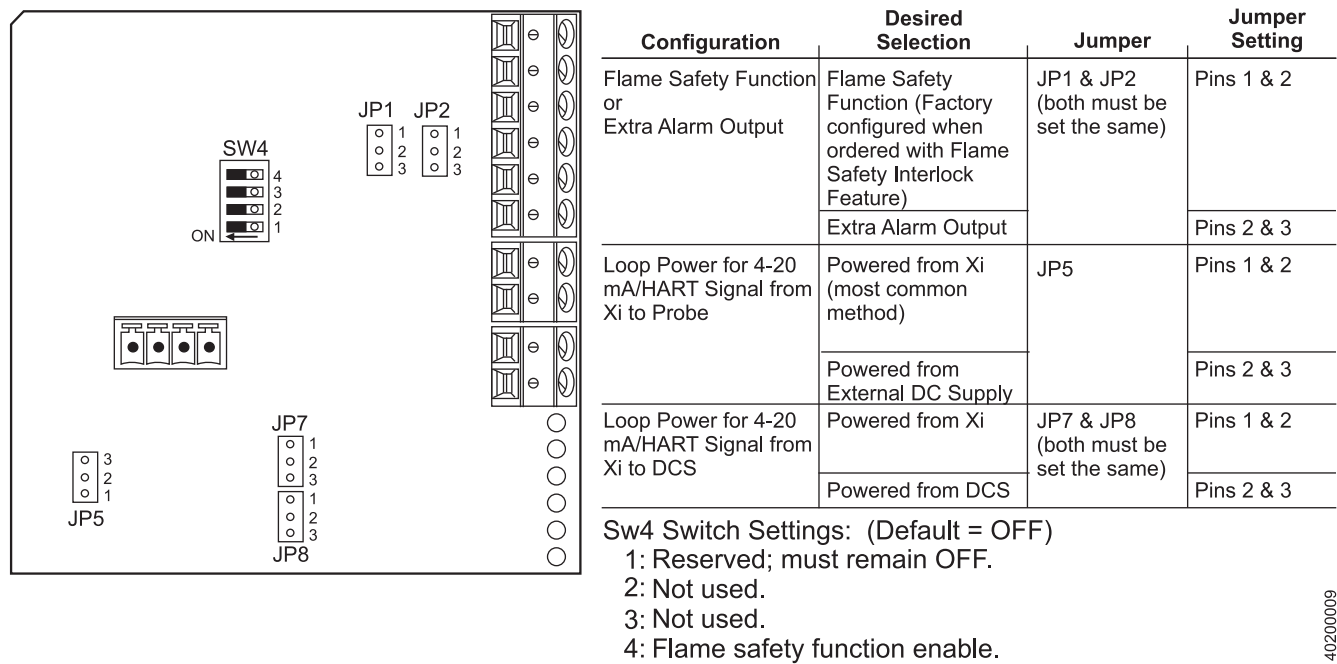 JP1 JP2
1 1
2 2
3 3
SW4
4
3
2
1
ON
JP7
1
2
3
1
2
3
JP8
3
2
1
JP5
Configuration Desired Selection Jumper Jumper Setting
Flame Safety Function Flame Safety JP1 & JP2 Pins 1 & 2
or Function (Factory (both must be
Extra Alarm Output configured when set the same)
ordered with Flame
Safety Interlock
Feature)
Extra Alarm Output Pins 2 & 3
Loop Power for 4-20 Powered from Xi JP5 Pins 1 & 2
mA/HART Signal from (most common
Xi to Probe method)
Powered from Pins 2 & 3
External DC Supply
Loop Power for 4-20 Powered from Xi JP7 & JP8 Pins 1 & 2
mA/HART Signal from (both must be
Xi to DCS set the same)
Powered from DCS Pins 2 & 3
Sw4 Switch Settings: (Default = OFF)
1: Reserved; must remain OFF.
2: Not used.
3: Not used.
4: Flame safety function enable.
40200009